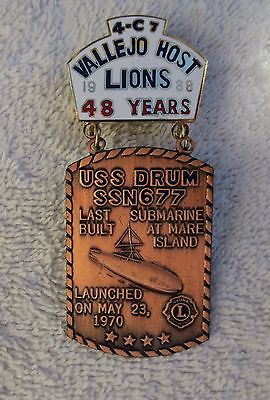 4-C7
VALLEJO HOST
19 LIONS 88
48 YEARS
USS DRUM
SSN677
LAST SUBMARINE
BUILT AT MARE
ISLAND
LAUNCHED
ON MAY 23,
1970
L